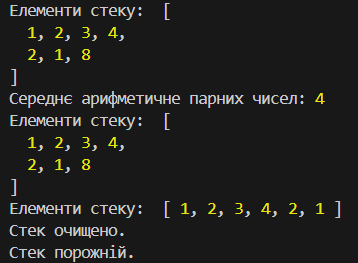 Елементи стеку:  [
  1, 2, 3, 4,
  2, 1, 8
]
Середнє арифметичне парних чисел: 4
Елементи стеку:  [
  1, 2, 3, 4,
  2, 1, 8
]
Елементи стеку:  [ 1, 2, 3, 4, 2, 1 ]
Стек очищено.
Стек порожній.